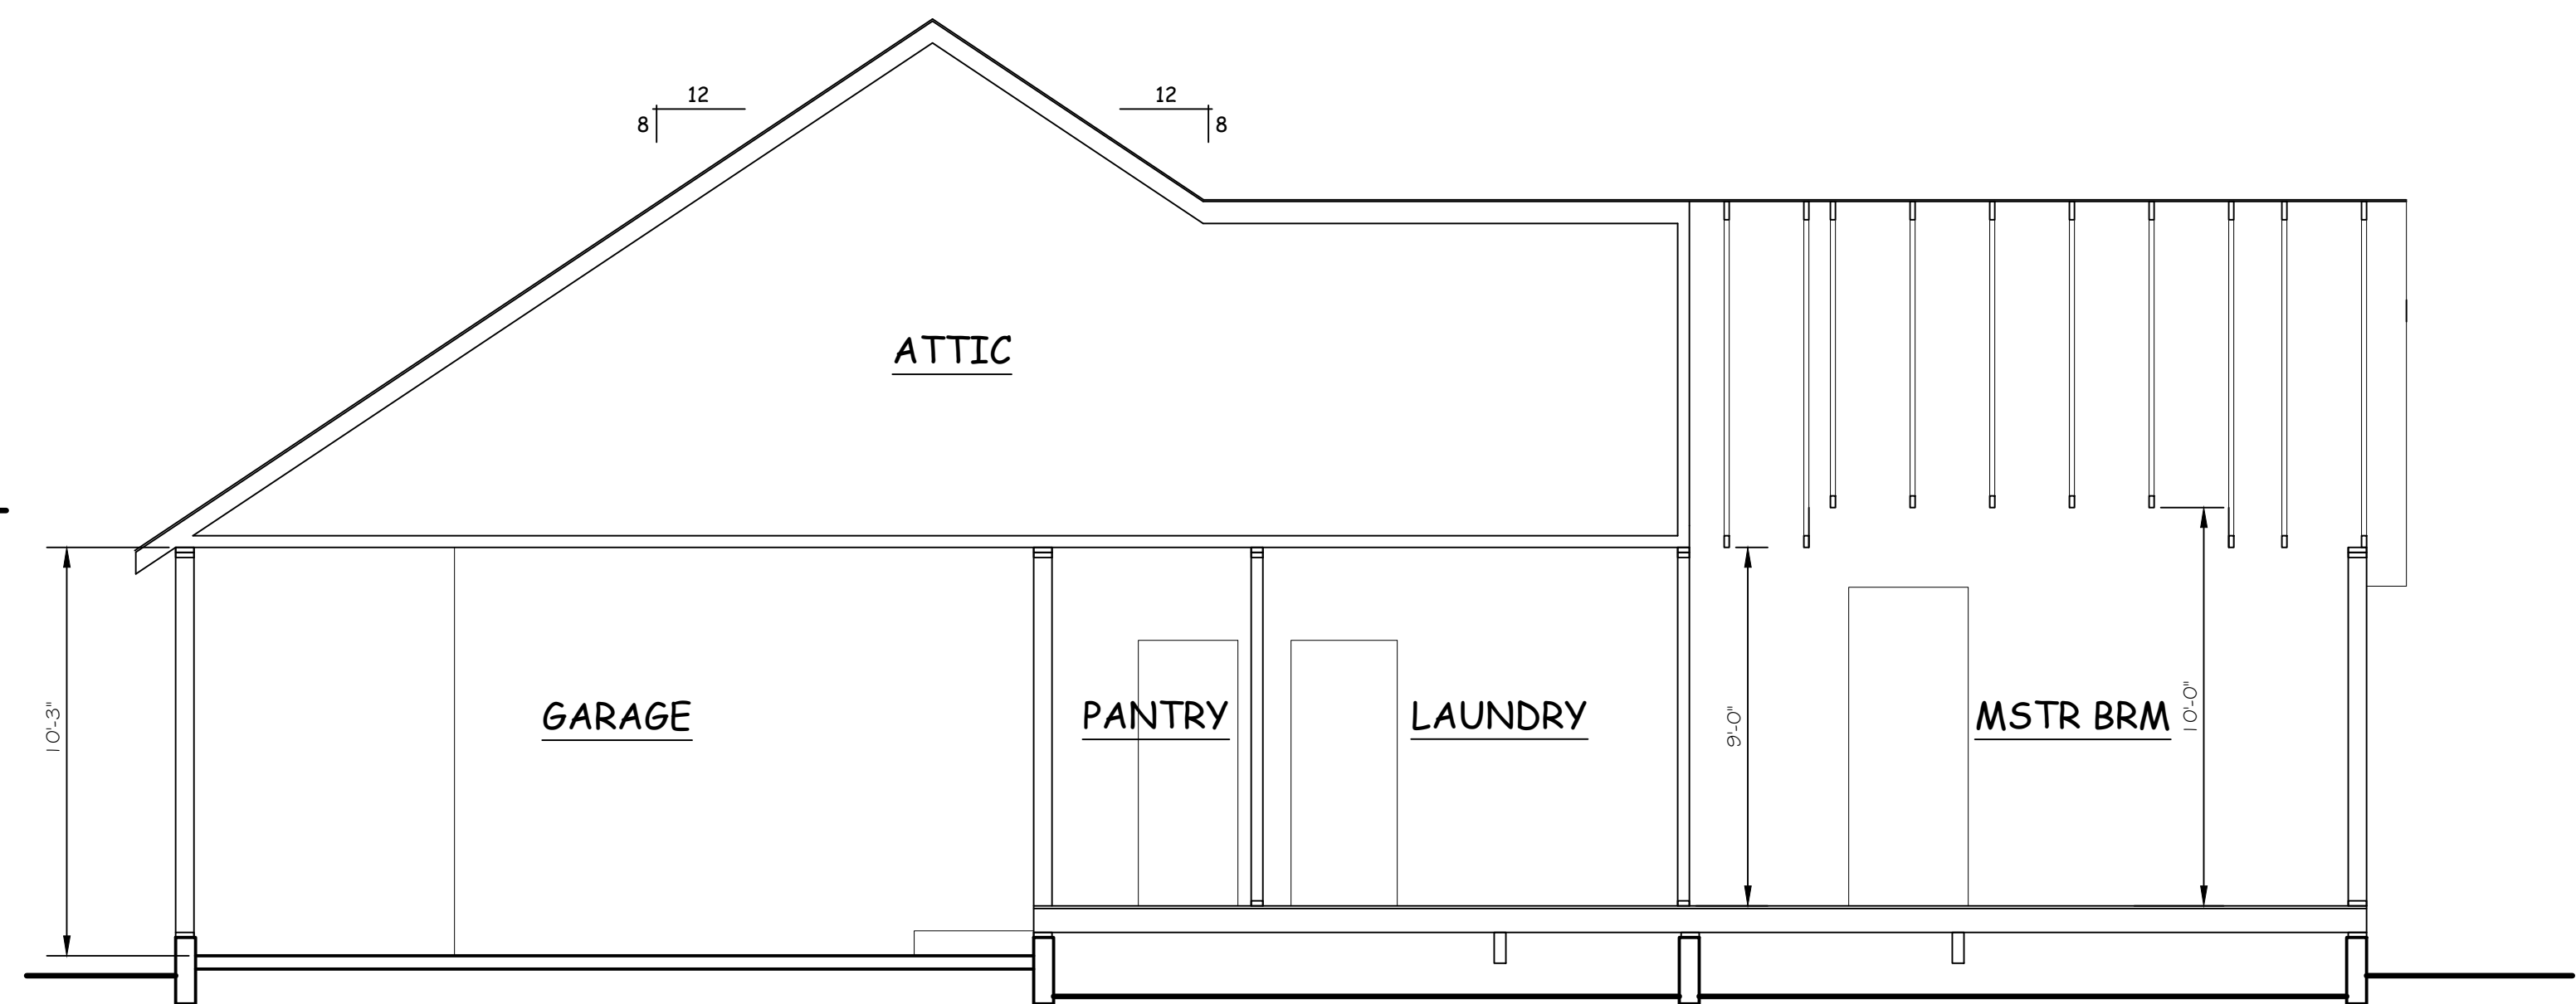 12
8
12
8
ATTIC
10'-3"
GARAGE
PANTRY
LAUNDRY
9'-0"
MSTR BRM
10'-0"